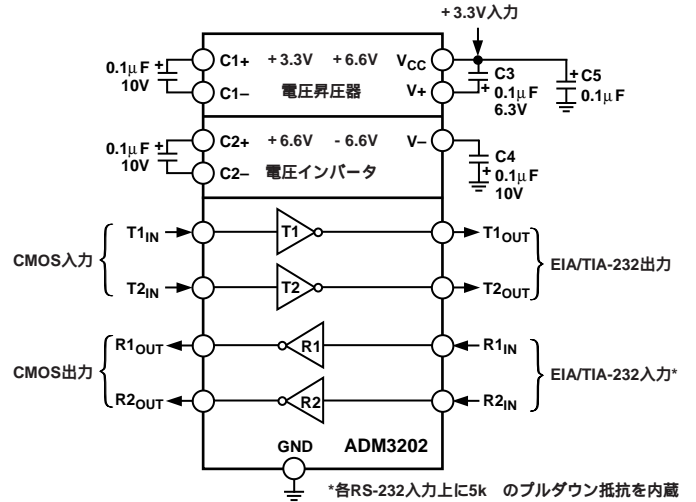 +3.3V入力
0.1μF
10V
C1+ +3.3V +6.6V VCC
C1– 電圧昇圧器 V+
C3
0.1μF
6.3V
C5
0.1μF
0.1μF
10V
C2+ +6.6V -6.6V V–
C2– 電圧インバータ
C4
0.1μF
10V
CMOS入力
T1IN T1 T1OUT
T2IN T2 T2OUT
EIA/TIA-232出力
CMOS出力
R1OUT R1 R1IN
R2OUT R2 R2IN
EIA/TIA-232入力*
GND ADM3202
*各RS-232入力上に5k のプルダウン抵抗を内蔵